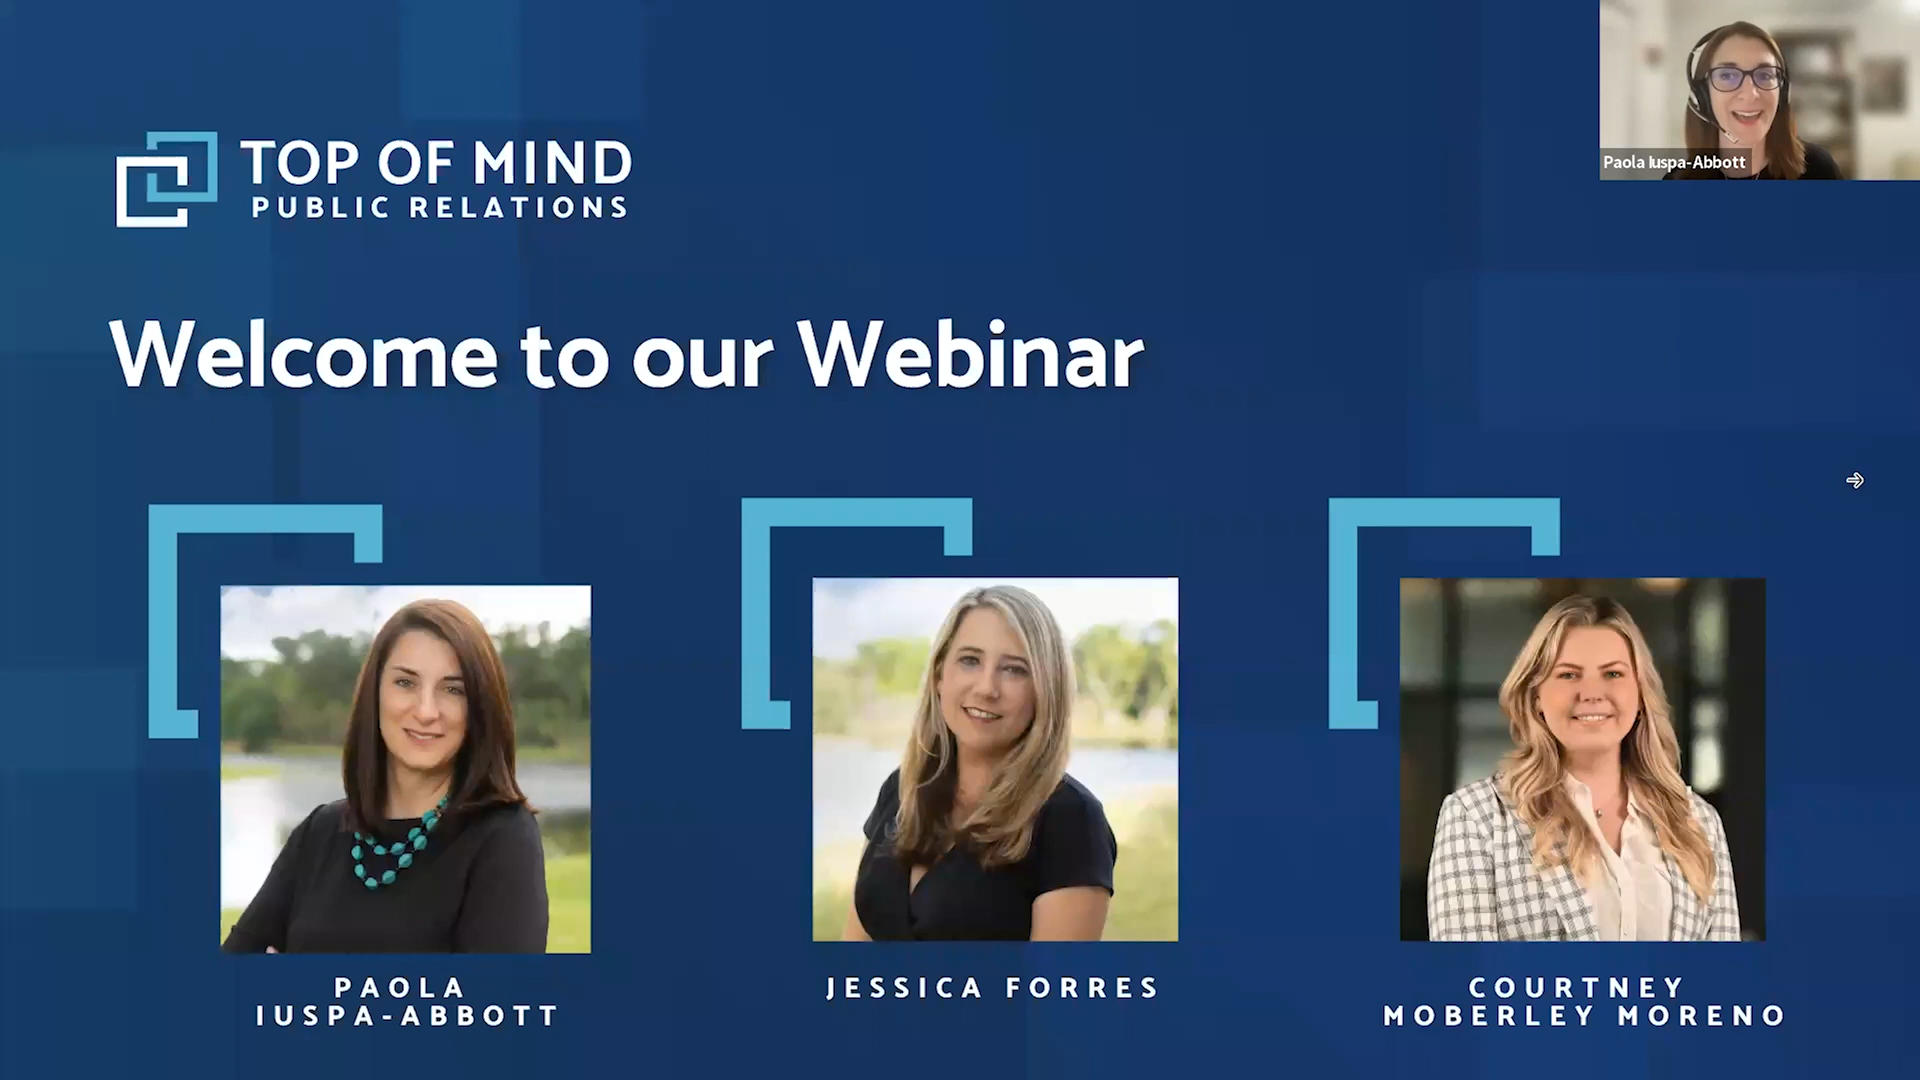 TOP OF MIND
PUBLIC RELATIONS
Paola Iuspa-Abbott
Welcome to our Webinar
PAOLA
IUSPA-ABBOTT
JESSICA FORRES
COURTNEY
MOBERLEY MORENO